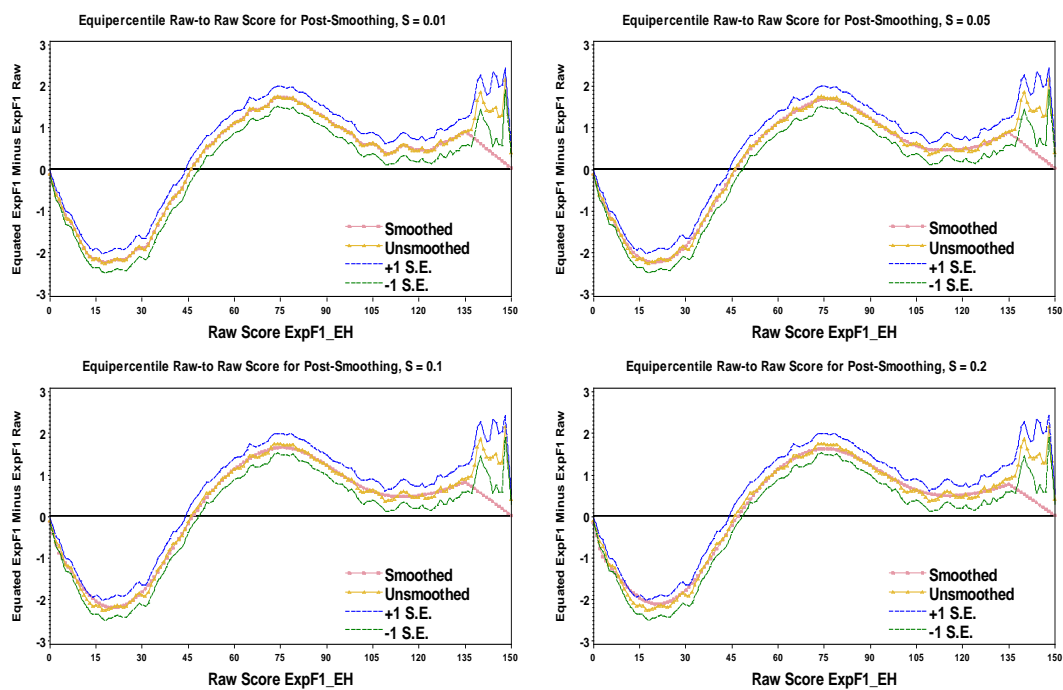 Equipercentile Raw-to Raw Score for Post-Smoothing, S = 0.01
Equated ExpF1 Minus ExpF1 Raw
3
2
1
0
-1
-2
-3
Smoothed
Unsmoothed
+1 S.E.
-1 S.E.
0 15 30 45 60 75 90 105 120 135 150
Raw Score ExpF1_EH
Equipercentile Raw-to Raw Score for Post-Smoothing, S = 0.05
Equated ExpF1 Minus ExpF1 Raw
3
2
1
0
-1
-2
-3
Smoothed
Unsmoothed
+1 S.E.
-1 S.E.
0 15 30 45 60 75 90 105 120 135 150
Raw Score ExpF1_EH
Equipercentile Raw-to Raw Score for Post-Smoothing, S = 0.1
Equated ExpF1 Minus ExpF1 Raw
3
2
1
0
-1
-2
-3
Smoothed
Unsmoothed
+1 S.E.
-1 S.E.
0 15 30 45 60 75 90 105 120 135 150
Raw Score ExpF1_EH
Equipercentile Raw-to Raw Score for Post-Smoothing, S = 0.2
Equated ExpF1 Minus ExpF1 Raw
3
2
1
0
-1
-2
-3
Smoothed
Unsmoothed
+1 S.E.
-1 S.E.
0 15 30 45 60 75 90 105 120 135 150
Raw Score ExpF1_EH